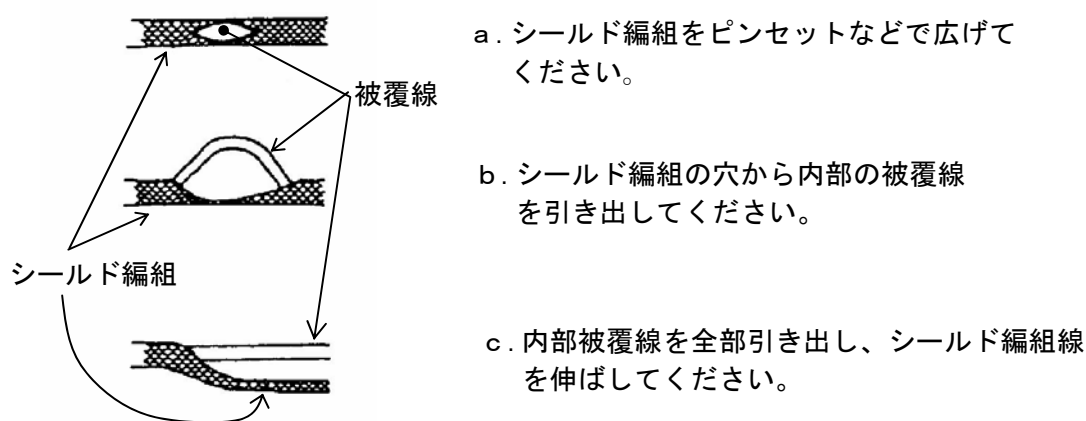 a．シールド編組をピンセットなどで広げて
ください。
被覆線
b．シールド編組の穴から内部の被覆線
を引き出してください。
シールド編組
c．内部被覆線を全部引き出し、シールド編組線
を伸ばしてください。